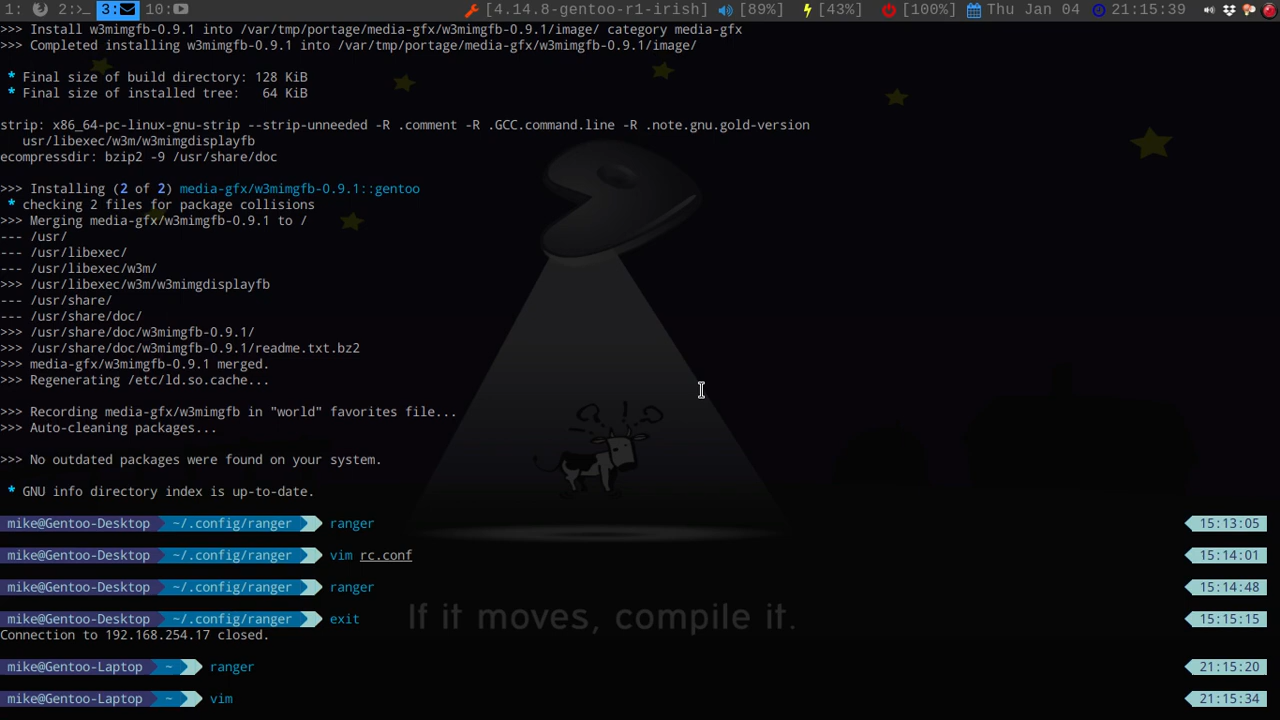 1: 2:>_ 3: 10: [4.14.8-gentoo-r1-irish] [89%] [43%] [100%] Thu Jan 04 21:15:39
>>> Install w3mimgfb-0.9.1 into /var/tmp/portage/media-gfx/w3mimgfb-0.9.1/image/ category media-gfx
>>> Completed installing w3mimgfb-0.9.1 into /var/tmp/portage/media-gfx/w3mimgfb-0.9.1/image/
* Final size of build directory: 128 KiB
* Final size of installed tree:   64 KiB
strip: x86_64-pc-linux-gnu-strip --strip-unneeded -R .comment -R .GCC.command.line -R .note.gnu.gold-version
usr/libexec/w3m/w3mimgdisplayfb
ecompressdir: bzip2 -9 /usr/share/doc
>>> Installing (2 of 2) media-gfx/w3mimgfb-0.9.1::gentoo
* checking 2 files for package collisions
>>> Merging media-gfx/w3mimgfb-0.9.1 to /
--- /usr/
--- /usr/libexec/
--- /usr/libexec/w3m/
>>> /usr/libexec/w3m/w3mimgdisplayfb
--- /usr/share/
--- /usr/share/doc/
>>> /usr/share/doc/w3mimgfb-0.9.1/
>>> /usr/share/doc/w3mimgfb-0.9.1/readme.txt.bz2
>>> media-gfx/w3mimgfb-0.9.1 merged.
>>> Regenerating /etc/ld.so.cache...
>>> Recording media-gfx/w3mimgfb in "world" favorites file...
>>> Auto-cleaning packages...
>>> No outdated packages were found on your system.
* GNU info directory index is up-to-date.
mike@Gentoo-Desktop ~/.config/ranger ranger 15:13:05
mike@Gentoo-Desktop ~/.config/ranger vim rc.conf 15:14:01
mike@Gentoo-Desktop ~/.config/ranger ranger 15:14:48
mike@Gentoo-Desktop ~/.config/ranger exit 15:15:15
If it moves, compile it.
Connection to 192.168.254.17 closed.
mike@Gentoo-Laptop ~ ranger 21:15:20
mike@Gentoo-Laptop ~ vim 21:15:34